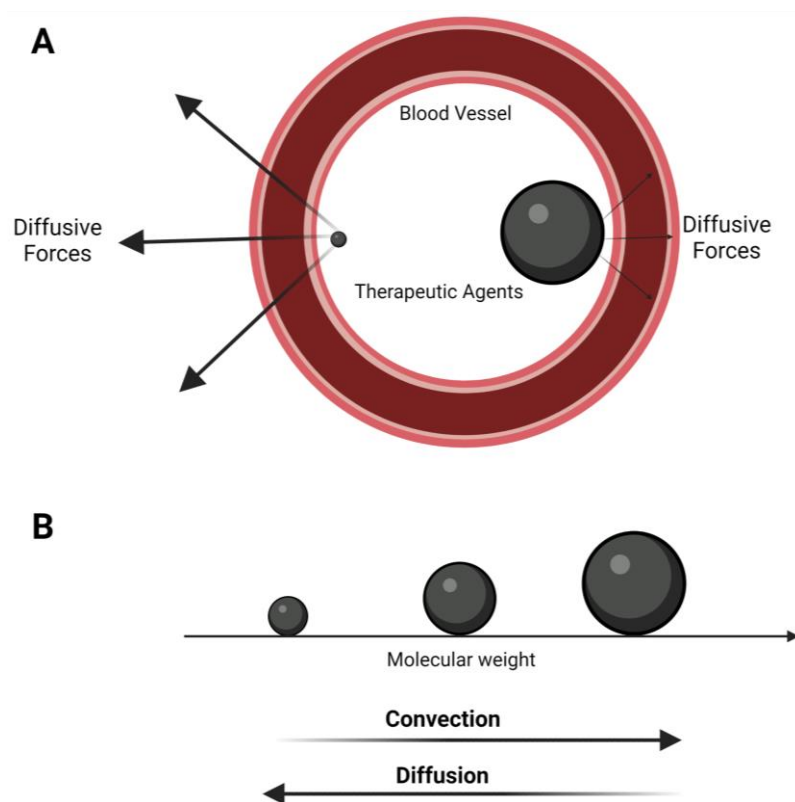 A
Blood Vessel
Diffusive
Forces
Diffusive
Forces
Therapeutic Agents
B
Molecular weight
Convection
Diffusion